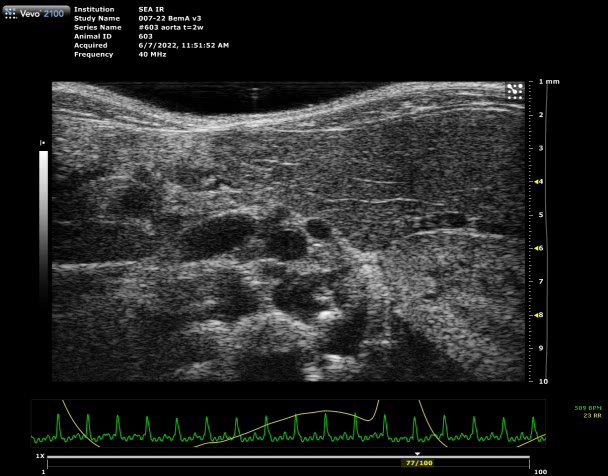 Vevo 2100
Institution SEA IR
Study Name 007-22 BemA v3
Series Name #603 aorta t=2w
Animal ID 603
Acquired 6/7/2022, 11:51:52 AM
Frequency 40 MHz
1 mm
2
3
4
5
6
7
8
9
10
589 BPM
23 RR
1X
77/100
1
100